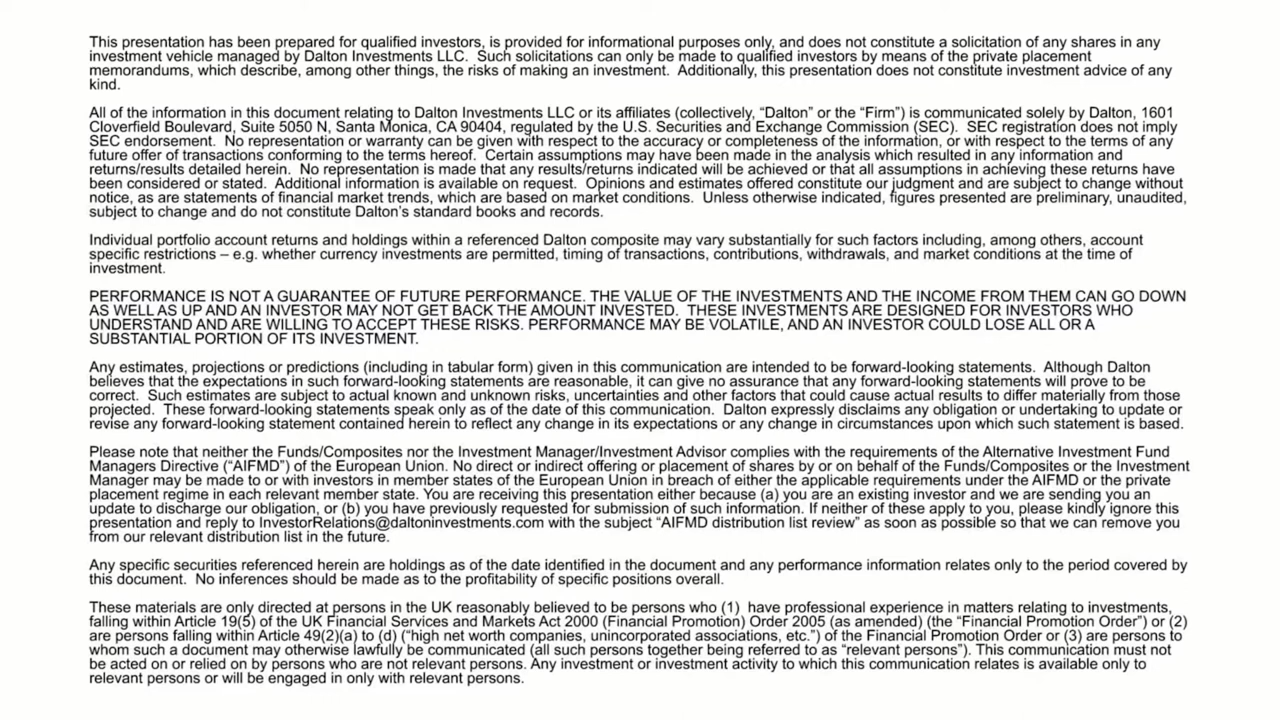 This presentation has been prepared for qualified investors, is provided for informational purposes only, and does not constitute a solicitation of any shares in any
investment vehicle managed by Dalton Investments LLC.  Such solicitations can only be made to qualified investors by means of the private placement
memorandums, which describe, among other things, the risks of making an investment.  Additionally, this presentation does not constitute investment advice of any
kind.
All of the information in this document relating to Dalton Investments LLC or its affiliates (collectively, “Dalton” or the “Firm”) is communicated solely by Dalton, 1601
Cloverfield Boulevard, Suite 5050 N, Santa Monica, CA 90404, regulated by the U.S. Securities and Exchange Commission (SEC).  SEC registration does not imply
SEC endorsement.  No representation or warranty can be given with respect to the accuracy or completeness of the information, or with respect to the terms of any
future offer of transactions conforming to the terms hereof.  Certain assumptions may have been made in the analysis which resulted in any information and
returns/results detailed herein.  No representation is made that any results/returns indicated will be achieved or that all assumptions in achieving these returns have
been considered or stated.  Additional information is available on request.  Opinions and estimates offered constitute our judgment and are subject to change without
notice, as are statements of financial market trends, which are based on market conditions.  Unless otherwise indicated, figures presented are preliminary, unaudited,
subject to change and do not constitute Dalton’s standard books and records.
Individual portfolio account returns and holdings within a referenced Dalton composite may vary substantially for such factors including, among others, account
specific restrictions – e.g. whether currency investments are permitted, timing of transactions, contributions, withdrawals, and market conditions at the time of
investment.
PERFORMANCE IS NOT A GUARANTEE OF FUTURE PERFORMANCE. THE VALUE OF THE INVESTMENTS AND THE INCOME FROM THEM CAN GO DOWN
AS WELL AS UP AND AN INVESTOR MAY NOT GET BACK THE AMOUNT INVESTED.  THESE INVESTMENTS ARE DESIGNED FOR INVESTORS WHO
UNDERSTAND AND ARE WILLING TO ACCEPT THESE RISKS. PERFORMANCE MAY BE VOLATILE, AND AN INVESTOR COULD LOSE ALL OR A
SUBSTANTIAL PORTION OF ITS INVESTMENT.
Any estimates, projections or predictions (including in tabular form) given in this communication are intended to be forward-looking statements.  Although Dalton
believes that the expectations in such forward-looking statements are reasonable, it can give no assurance that any forward-looking statements will prove to be
correct.  Such estimates are subject to actual known and unknown risks, uncertainties and other factors that could cause actual results to differ materially from those
projected.  These forward-looking statements speak only as of the date of this communication.  Dalton expressly disclaims any obligation or undertaking to update or
revise any forward-looking statement contained herein to reflect any change in its expectations or any change in circumstances upon which such statement is based.
Please note that neither the Funds/Composites nor the Investment Manager/Investment Advisor complies with the requirements of the Alternative Investment Fund
Managers Directive (“AIFMD”) of the European Union. No direct or indirect offering or placement of shares by or on behalf of the Funds/Composites or the Investment
Manager may be made to or with investors in member states of the European Union in breach of either the applicable requirements under the AIFMD or the private
placement regime in each relevant member state. You are receiving this presentation either because (a) you are an existing investor and we are sending you an
update to discharge our obligation, or (b) you have previously requested for submission of such information. If neither of these apply to you, please kindly ignore this
presentation and reply to InvestorRelations@daltoninvestments.com with the subject “AIFMD distribution list review” as soon as possible so that we can remove you
from our relevant distribution list in the future.
Any specific securities referenced herein are holdings as of the date identified in the document and any performance information relates only to the period covered by
this document.  No inferences should be made as to the profitability of specific positions overall.
These materials are only directed at persons in the UK reasonably believed to be persons who (1)  have professional experience in matters relating to investments,
falling within Article 19(5) of the UK Financial Services and Markets Act 2000 (Financial Promotion) Order 2005 (as amended) (the “Financial Promotion Order”) or (2)
are persons falling within Article 49(2)(a) to (d) (“high net worth companies, unincorporated associations, etc.”) of the Financial Promotion Order or (3) are persons to
whom such a document may otherwise lawfully be communicated (all such persons together being referred to as “relevant persons”). This communication must not
be acted on or relied on by persons who are not relevant persons. Any investment or investment activity to which this communication relates is available only to
relevant persons or will be engaged in only with relevant persons.